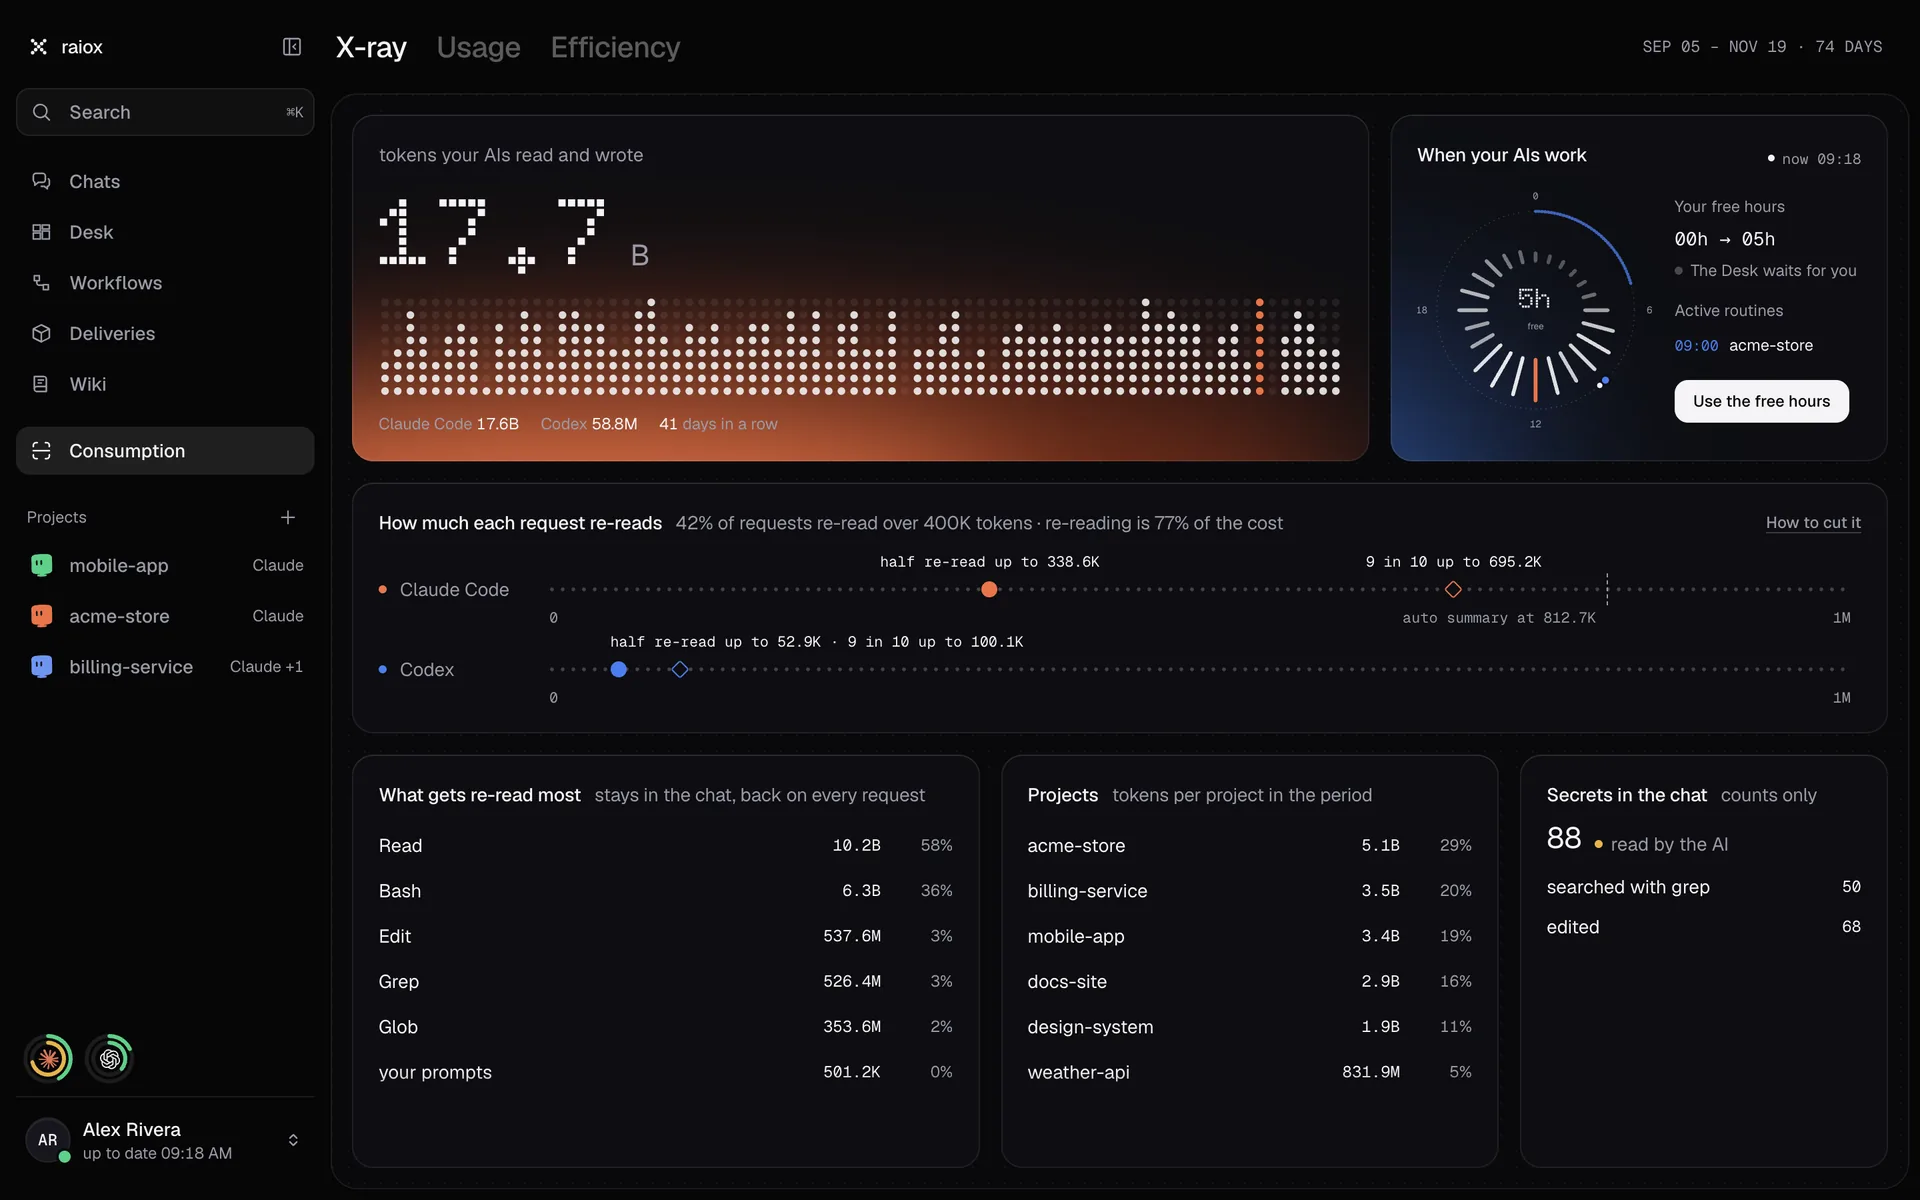 raiox
Search ⌘K
Chats
Desk
Workflows
Deliveries
Wiki
Consumption
Projects
mobile-app Claude
acme-store Claude
billing-service Claude +1
AR
Alex Rivera
up to date 09:18 AM
X-ray Usage Efficiency
SEP 05 – NOV 19 · 74 DAYS
tokens your AIs read and wrote
17.7 B
Claude Code 17.6B Codex 58.8M 41 days in a row
When your AIs work
now 09:18
0
6
12
18
5h
free
Your free hours
00h → 05h
The Desk waits for you
Active routines
09:00 acme-store
Use the free hours
How much each request re-reads 42% of requests re-read over 400K tokens · re-reading is 77% of the cost
How to cut it
half re-read up to 338.6K 9 in 10 up to 695.2K
Claude Code
0 auto summary at 812.7K 1M
half re-read up to 52.9K · 9 in 10 up to 100.1K
Codex
0 1M
What gets re-read most stays in the chat, back on every request
Read 10.2B 58%
Bash 6.3B 36%
Edit 537.6M 3%
Grep 526.4M 3%
Glob 353.6M 2%
your prompts 501.2K 0%
Projects tokens per project in the period
acme-store 5.1B 29%
billing-service 3.5B 20%
mobile-app 3.4B 19%
docs-site 2.9B 16%
design-system 1.9B 11%
weather-api 831.9M 5%
Secrets in the chat counts only
88 read by the AI
searched with grep 50
edited 68